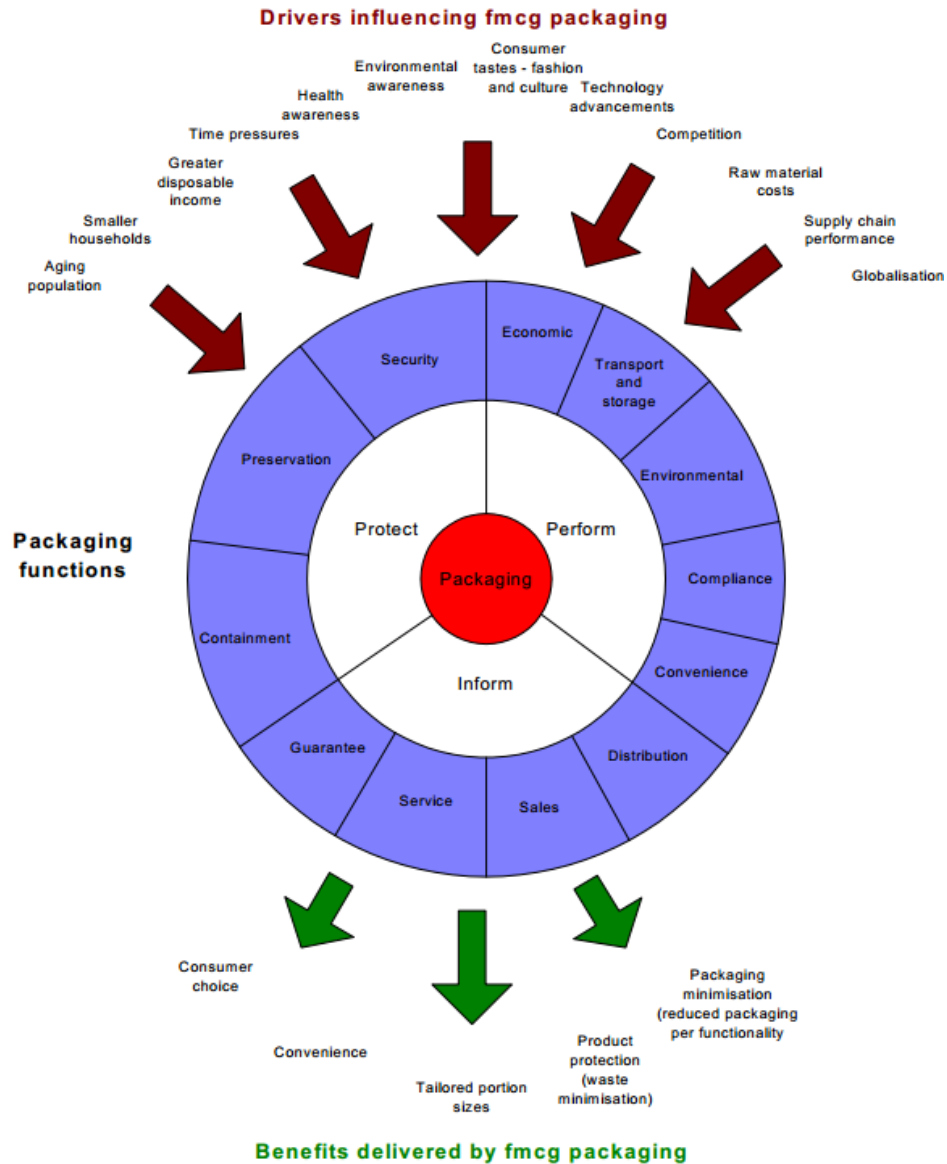 Drivers influencing fmcg packaging
Consumer
tastes - fashion
and culture
Environmental
awareness
Technology
advancements
Health
awareness
Time pressures
Competition
Greater
disposable
income
Raw material
costs
Smaller
households
Supply chain
performance
Aging
population
Globalisation
Security
Economic
Transport
and
storage
Preservation
Environmental
Packaging
functions
Protect
Perform
Packaging
Compliance
Containment
Convenience
Inform
Guarantee
Distribution
Service
Sales
Consumer
choice
Packaging
minimisation
(reduced packaging
per functionality
Convenience
Product
protection
(waste
minimisation)
Tailored portion
sizes
Benefits delivered by fmcg packaging